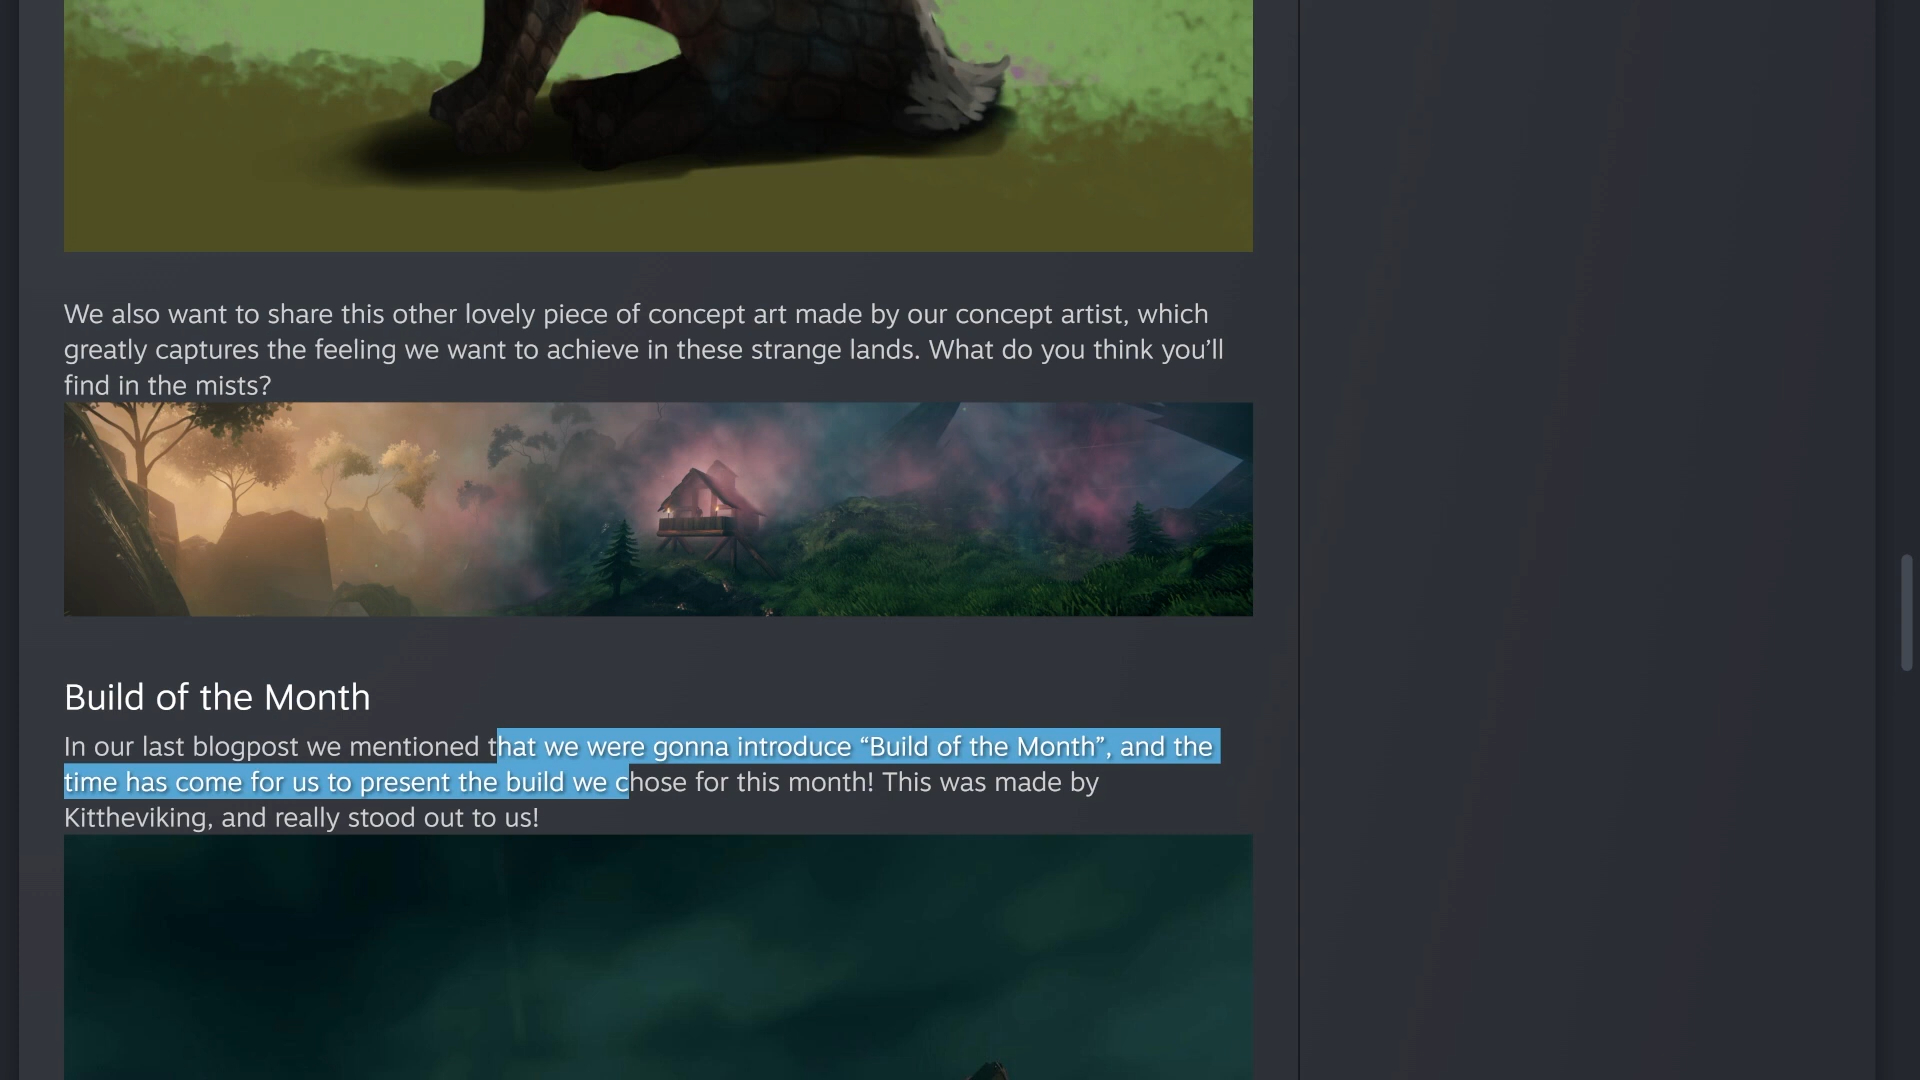 We also want to share this other lovely piece of concept art made by our concept artist, which
greatly captures the feeling we want to achieve in these strange lands. What do you think you’ll
find in the mists?
Build of the Month
In our last blogpost we mentioned that we were gonna introduce “Build of the Month”, and the
time has come for us to present the build we chose for this month! This was made by
Kittheviking, and really stood out to us!